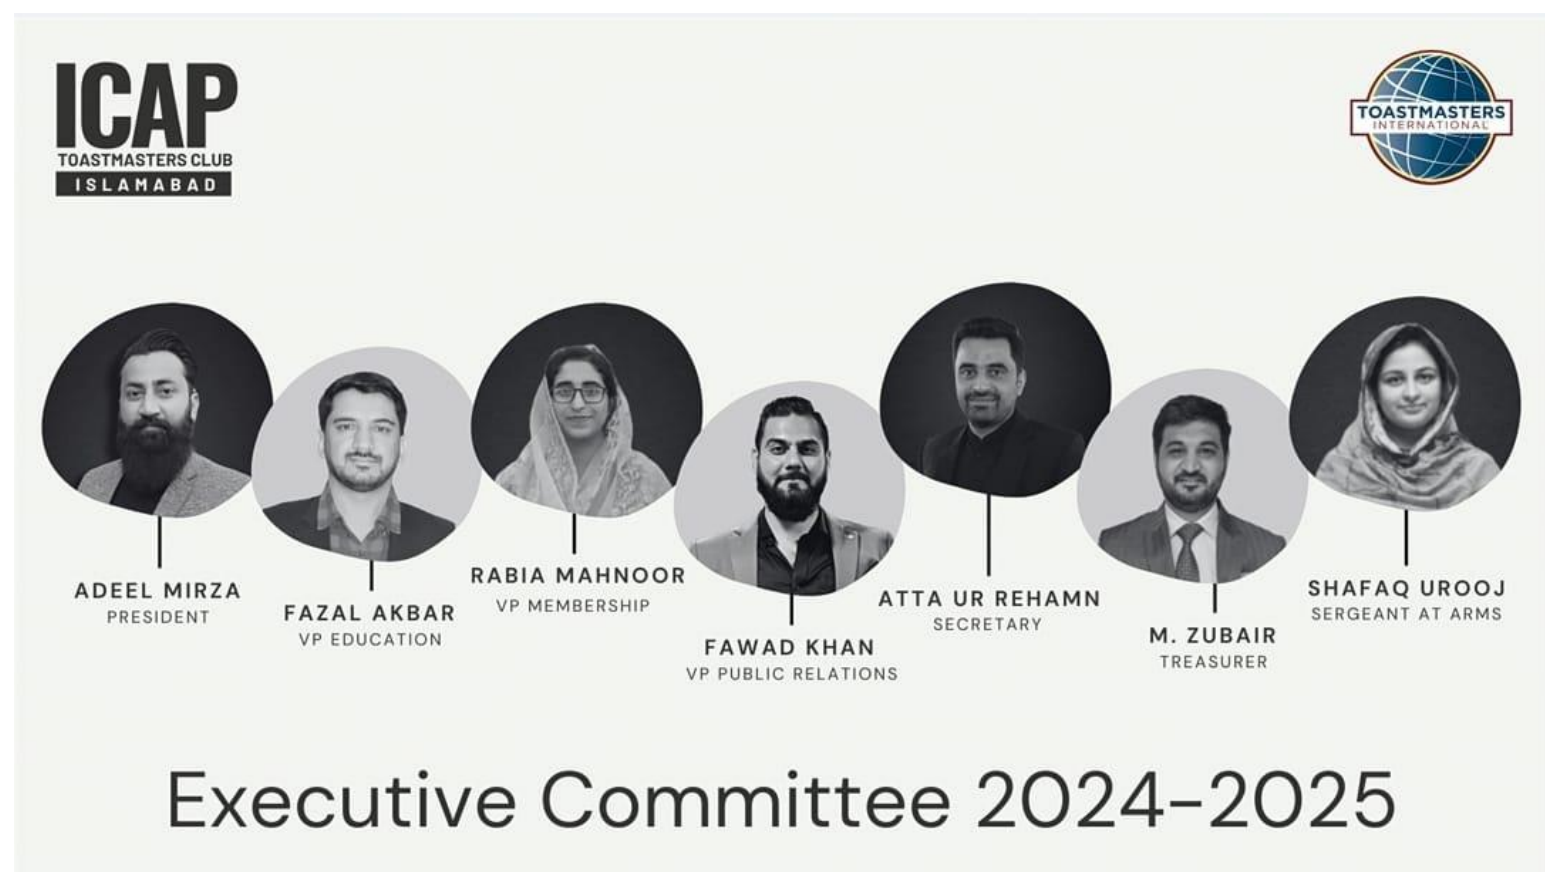 ICAP
TOASTMASTERS CLUB
ISLAMABAD
TOASTMASTERS
INTERNATIONAL
ADEEL MIRZA
PRESIDENT
FAZAL AKBAR
VP EDUCATION
RABIA MAHNOOR
VP MEMBERSHIP
FAWAD KHAN
VP PUBLIC RELATIONS
ATTA UR REHAMN
SECRETARY
M. ZUBAIR
TREASURER
SHAFAQ UROOJ
SERGEANT AT ARMS
Executive Committee 2024-2025